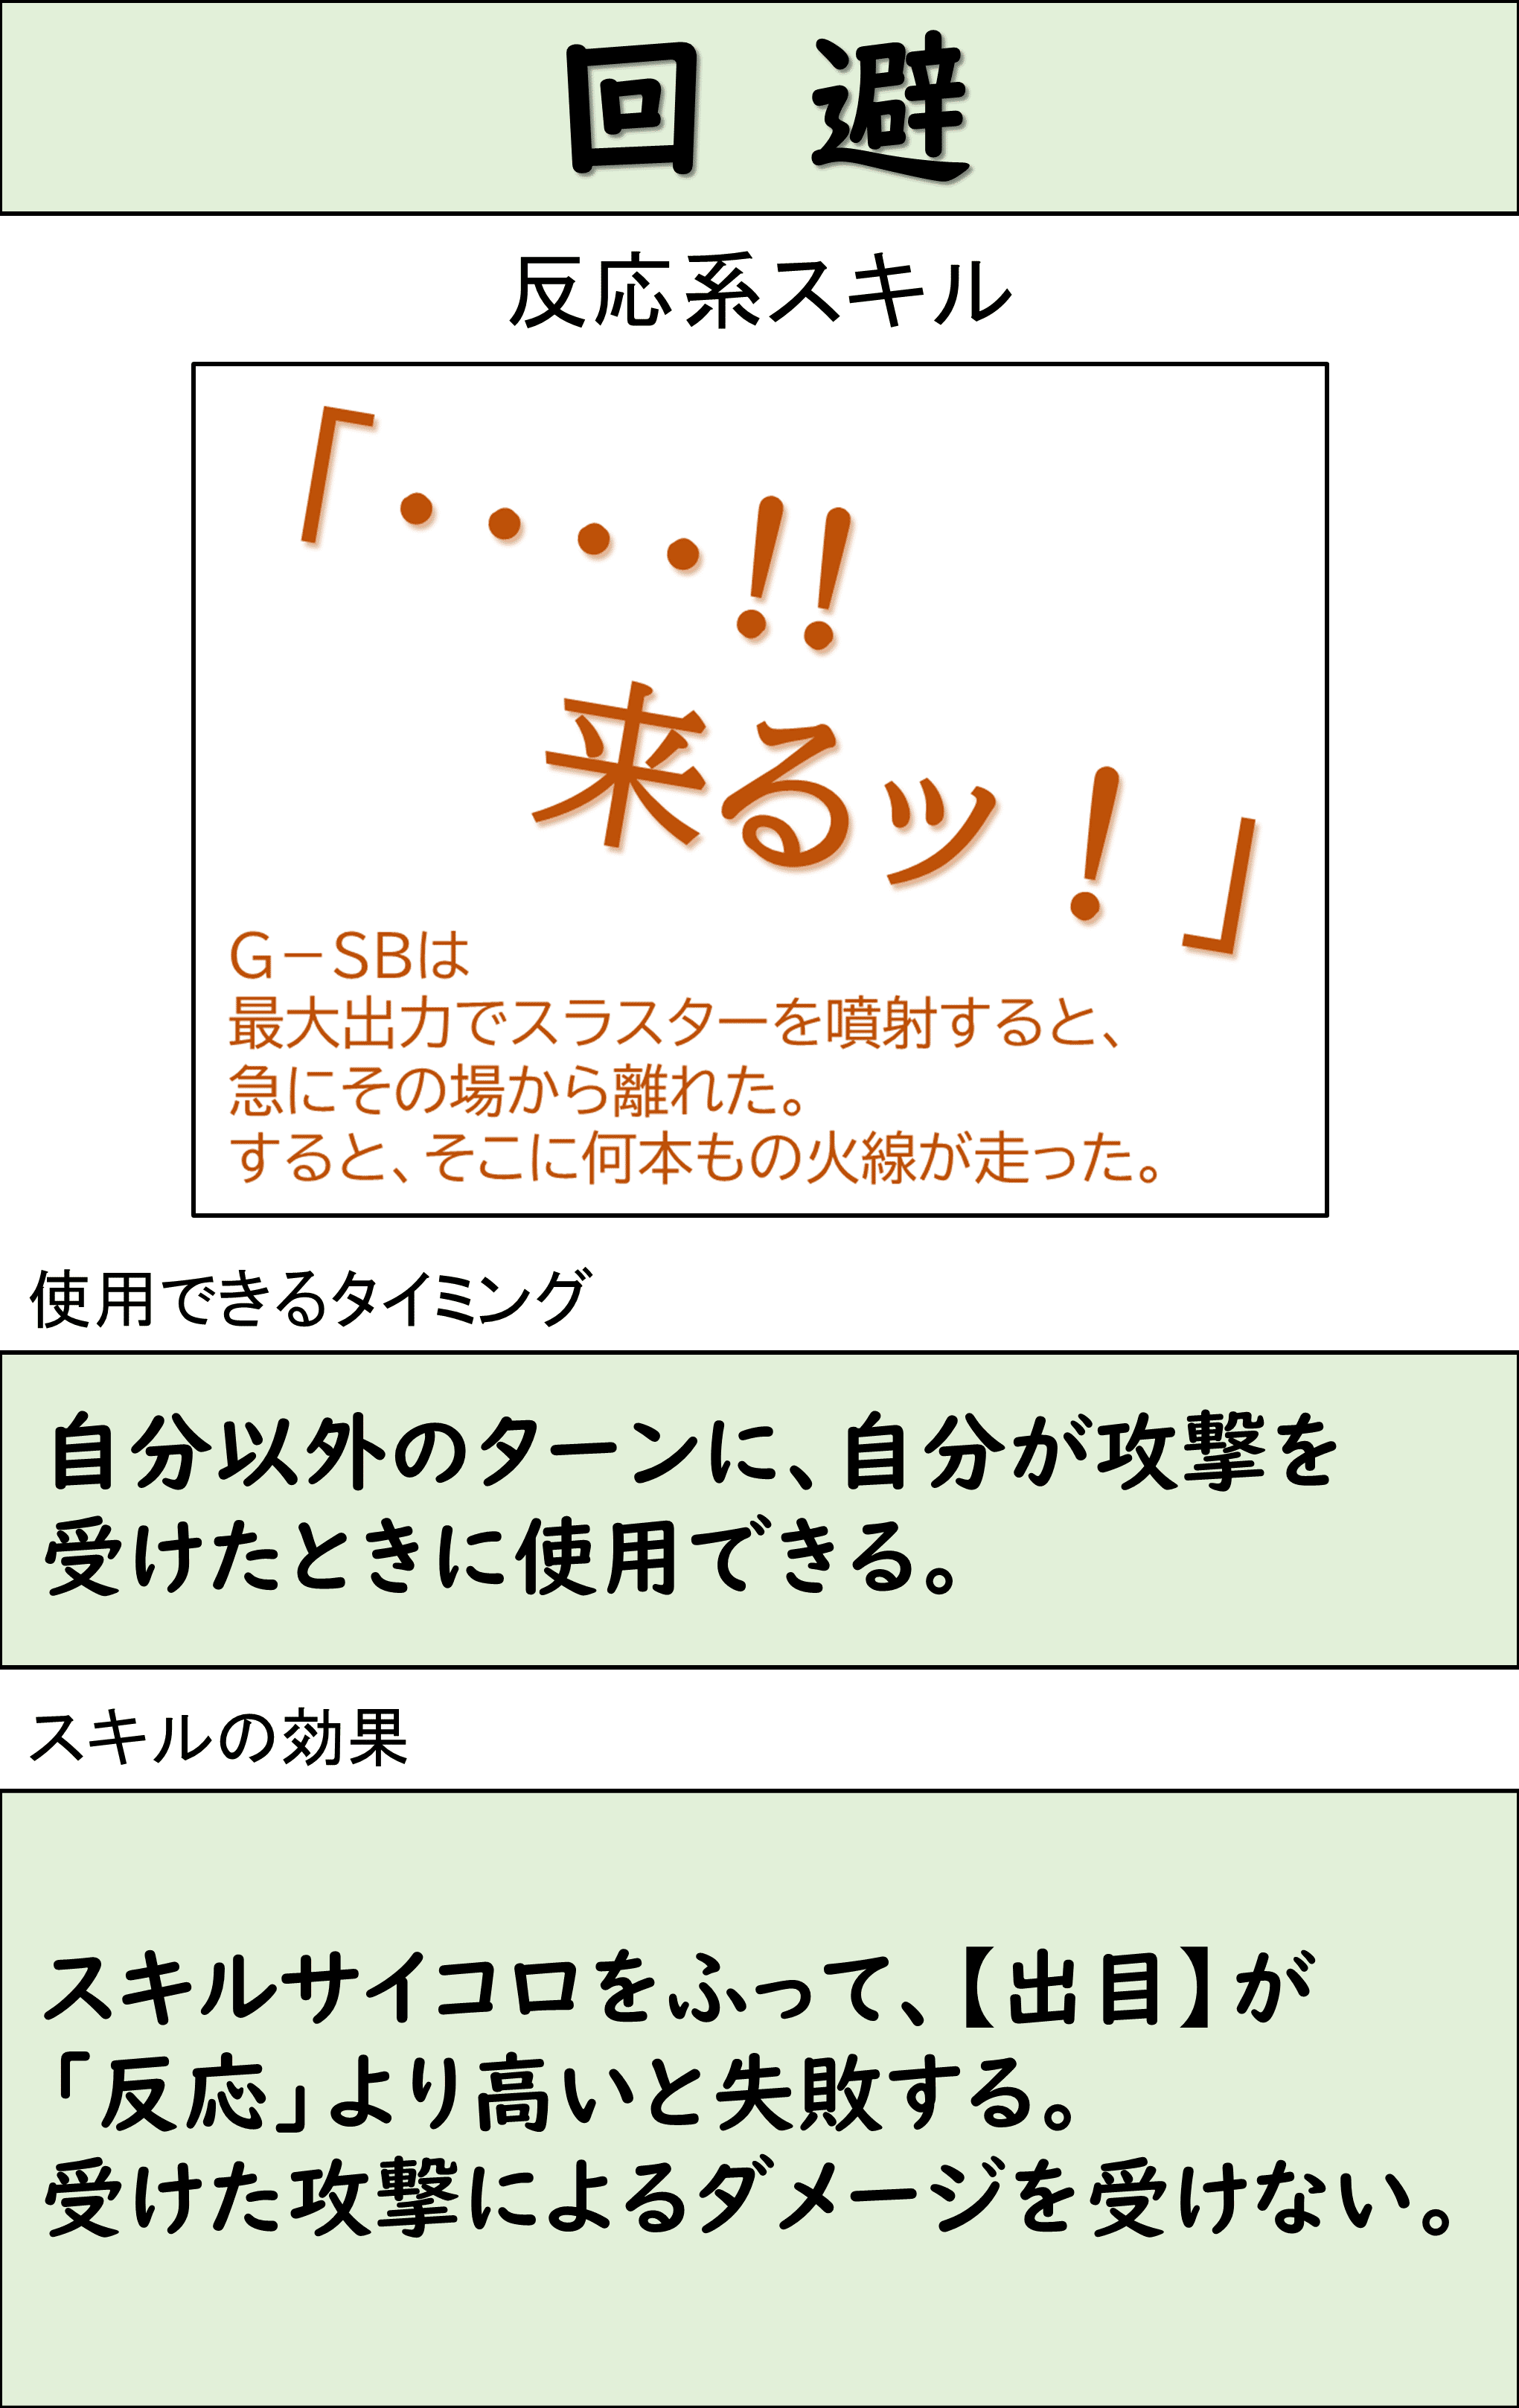 回避
反応系スキル
「・・・・!!
来るッ！」
G－SBは
最大出力でスラスターを噴射すると、
急にその場から離れた。
すると、そこに何本もの火線が走った。
使用できるタイミング
自分以外のターンに、自分が攻撃を
受けたときに使用できる。
スキルの効果
スキルサイコロをふって、【出目】が
「反応」より高いと失敗する。
受けた攻撃によるダメージを受けない。